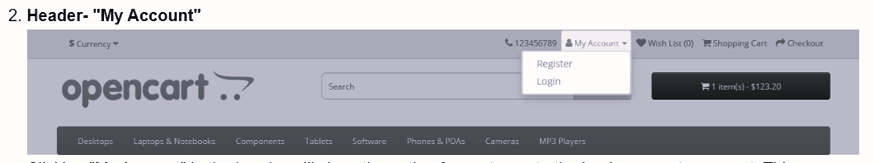 2. Header- "My Account"
$ Currency
123456789 My Account Wish List (0) Shopping Cart Checkout
Register
Login
opencart
Search
1 item(s) - $123.20
Desktops Laptops & Notebooks Components Tablets Software Phones & PDAs Cameras MP3 Players